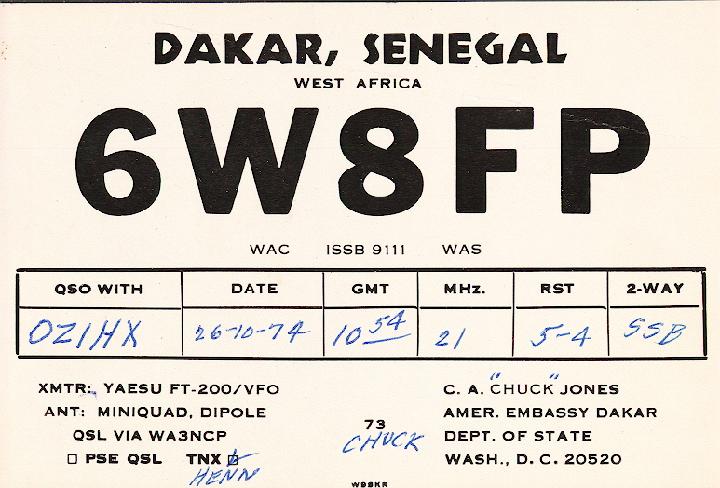 DAKAR, SENEGAL
WEST AFRICA
6W8FP
WAC ISSB 9111 WAS
QSO WITH DATE GMT MHz. RST 2-WAY
OZ1HX 26-10-74 10 54 21 5-4 SSB
XMTR: YAESU FT-200/VFO
ANT: MINIQUAD, DIPOLE
QSL VIA WA3NCP
□ PSE QSL TNX ☑
HENN
73
CHUCK
C. A. "CHUCK" JONES
AMER. EMBASSY DAKAR
DEPT. OF STATE
WASH., D. C. 20520